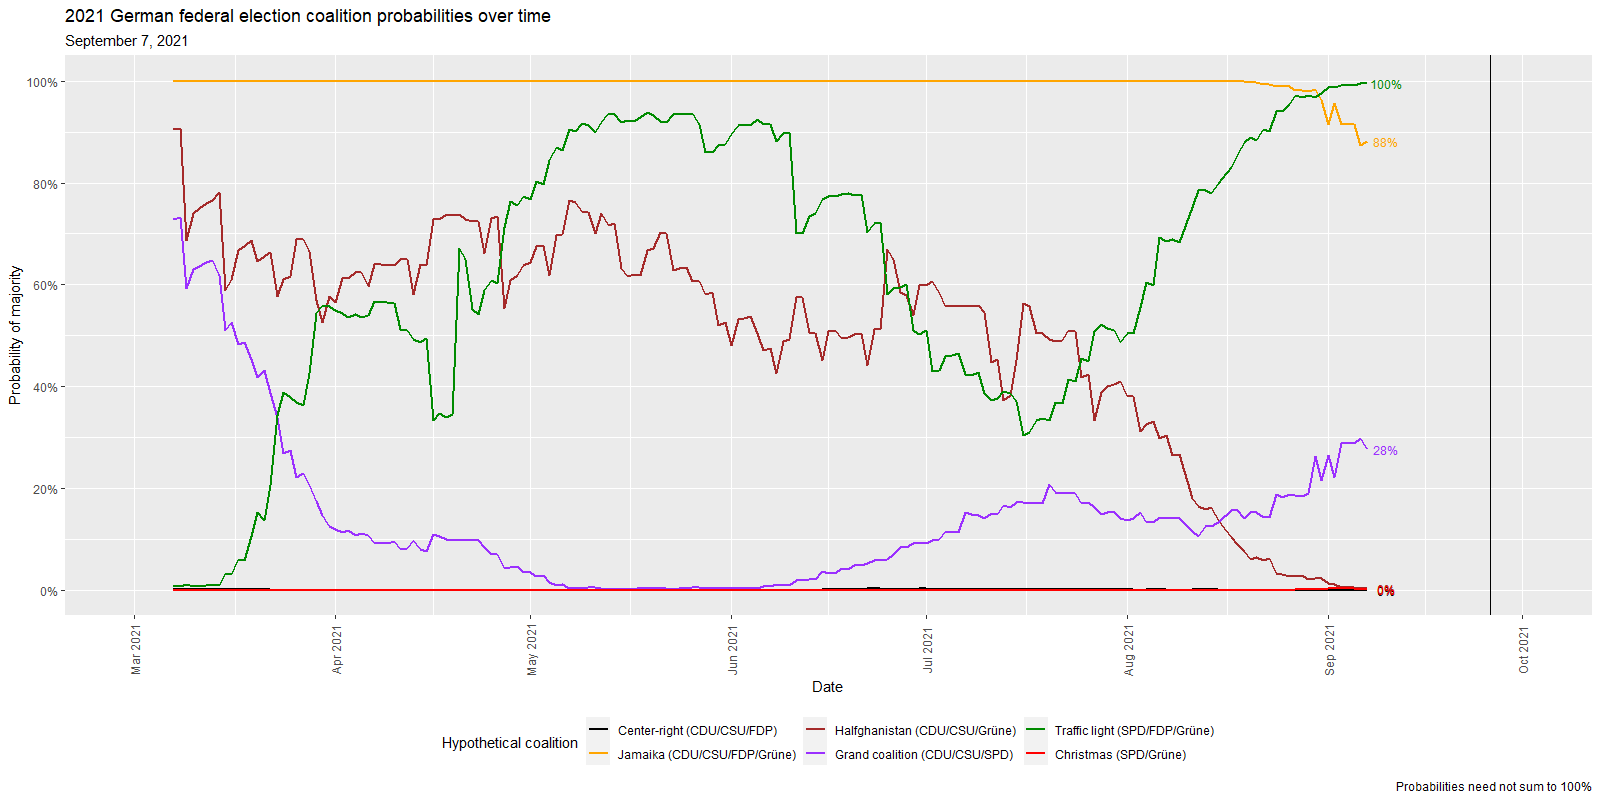 2021 German federal election coalition probabilities over time
September 7, 2021
Probability of majority
100%
80%
60%
40%
20%
0%
100%
88%
28%
0%
Mar 2021
Apr 2021
May 2021
Jun 2021
Jul 2021
Aug 2021
Sep 2021
Oct 2021
Date
Hypothetical coalition
Center-right (CDU/CSU/FDP)
Halfghanistan (CDU/CSU/Grüne)
Traffic light (SPD/FDP/Grüne)
Jamaika (CDU/CSU/FDP/Grüne)
Grand coalition (CDU/CSU/SPD)
Christmas (SPD/Grüne)
Probabilities need not sum to 100%